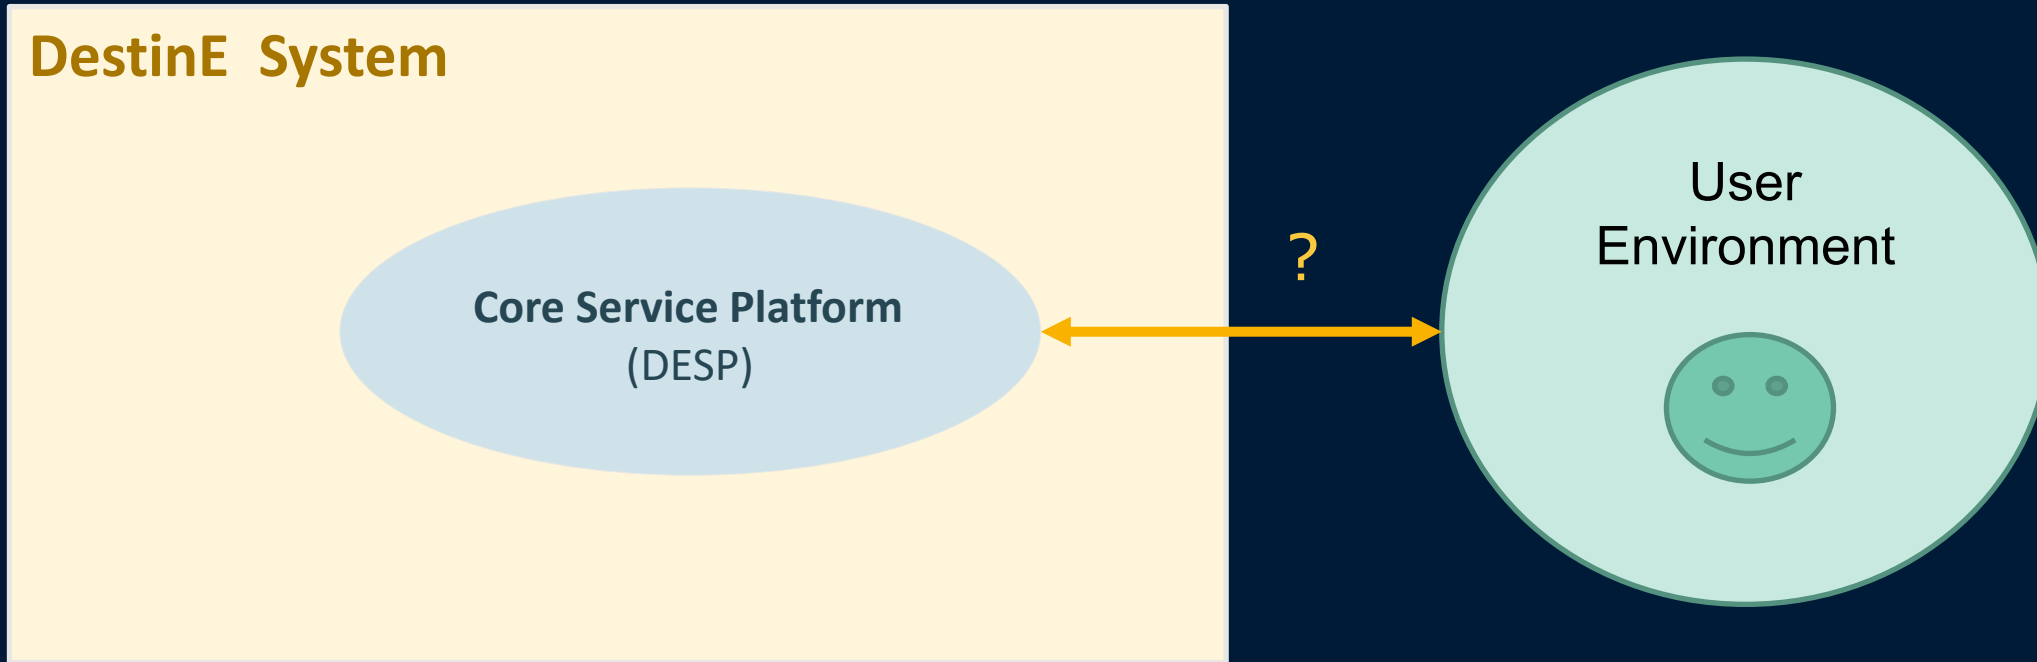 DestinE System
Core Service Platform
(DESP)
?
User
Environment